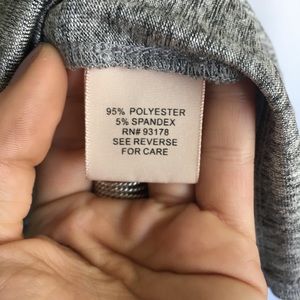 95% POLYESTER
5% SPANDEX
RN# 93178
SEE REVERSE
FOR CARE